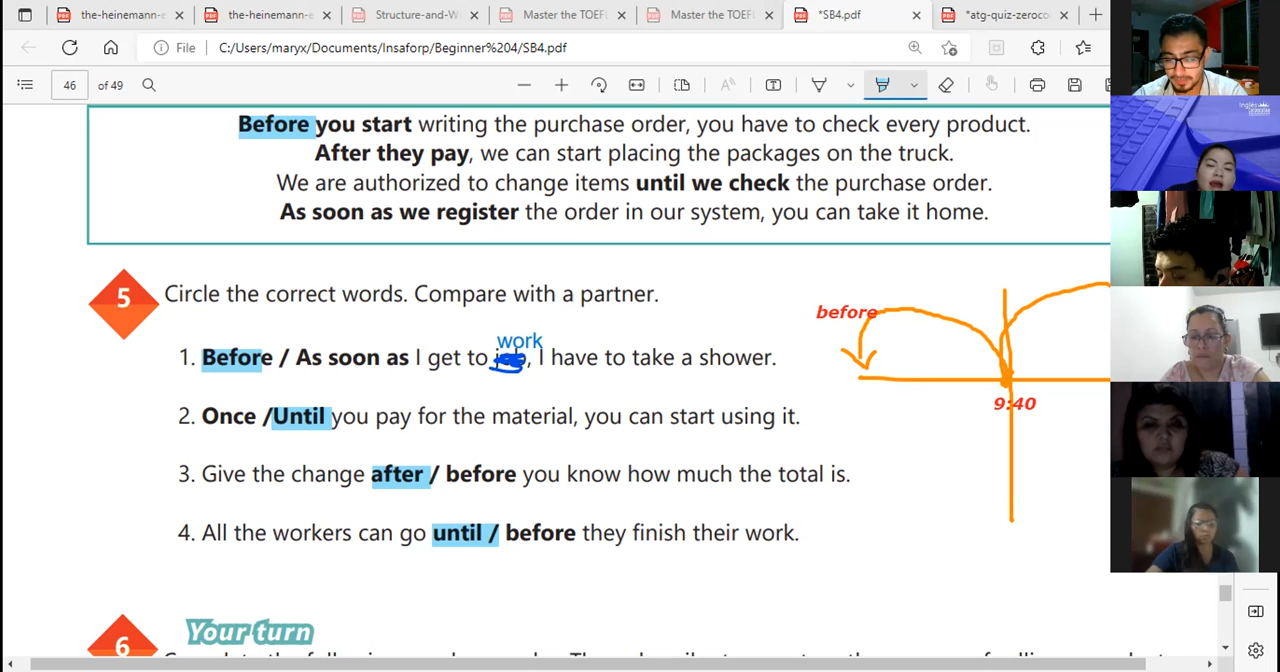 the-heinemann-e
the-heinemann-e
Structure-and-W
Master the TOEFL
Master the TOEFL
*SB4.pdf
*atg-quiz-zeroco
File C:/Users/maryx/Documents/Insaforp/Beginner%204/SB4.pdf
46 of 49
Before you start writing the purchase order, you have to check every product.
After they pay, we can start placing the packages on the truck.
We are authorized to change items until we check the purchase order.
As soon as we register the order in our system, you can take it home.
5 Circle the correct words. Compare with a partner.
before
work
1. Before / As soon as I get to , I have to take a shower.
9:40
2. Once /Until you pay for the material, you can start using it.
3. Give the change after / before you know how much the total is.
4. All the workers can go until / before they finish their work.
6 Your turn
Inglés